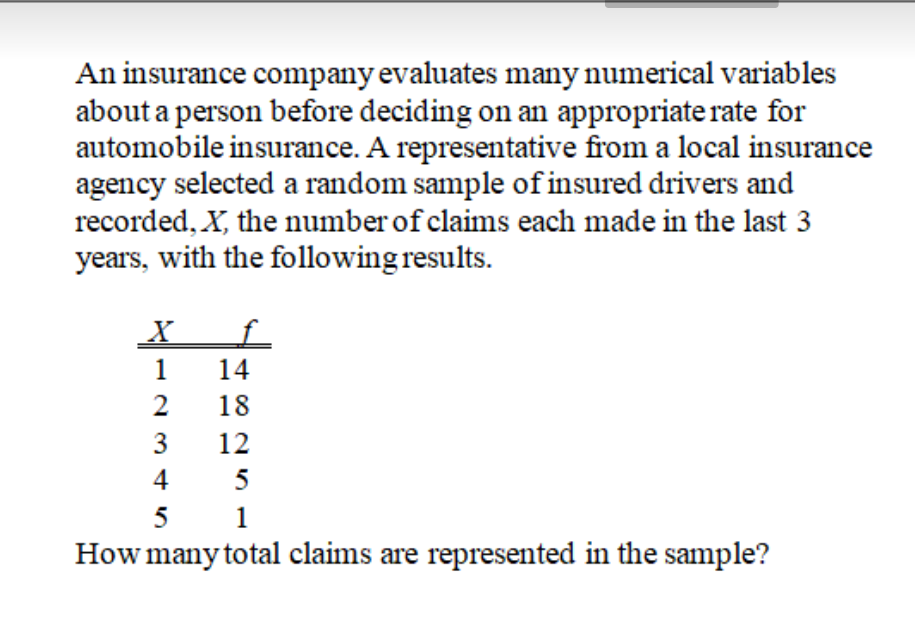 An insurance company evaluates many numerical variables
about a person before deciding on an appropriate rate for
automobile insurance. A representative from a local insurance
agency selected a random sample of insured drivers and
recorded, X, the number of claims each made in the last 3
years, with the following results.
X f
1 14
2 18
3 12
4 5
5 1
How many total claims are represented in the sample?